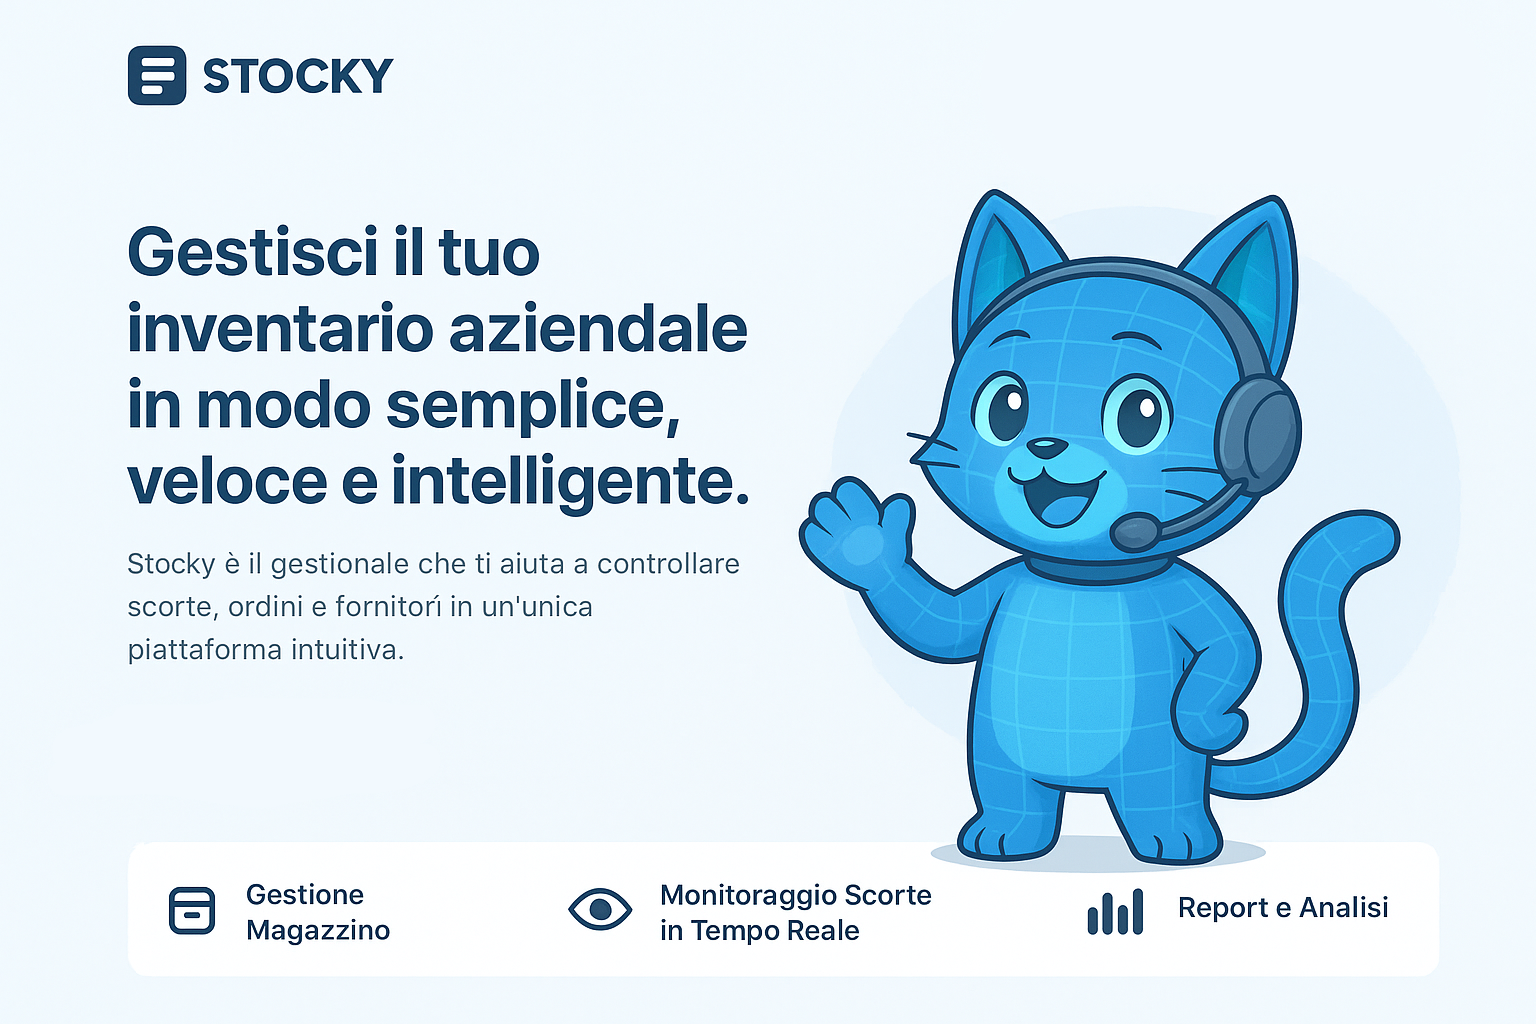 STOCKY
Gestisci il tuo
inventario aziendale
in modo semplice,
veloce e intelligente.
Stocky è il gestionale che ti aiuta a controllare
scorte, ordini e fornitorí in un'unica
piattaforma intuitiva.
Gestione
Magazzino
Monitoraggio Scorte
in Tempo Reale
Report e Analisi